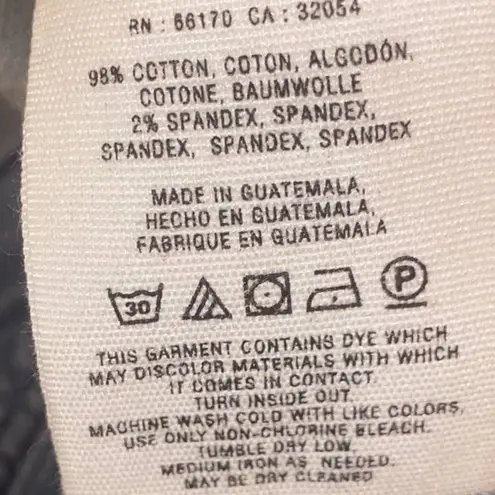 RN : 66170 CA : 32054
98% COTTON, COTON, ALGODÓN,
COTONE, BAUMWOLLE
2% SPANDEX, SPANDEX,
SPANDEX, SPANDEX, SPANDEX
MADE IN GUATEMALA,
HECHO EN GUATEMALA,
FABRIQUE EN GUATEMALA
30 P
THIS GARMENT CONTAINS DYE WHICH
MAY DISCOLOR MATERIALS WITH WHICH
IT COMES IN CONTACT.
TURN INSIDE OUT.
MACHINE WASH COLD WITH LIKE COLORS,
USE ONLY NON-CHLORINE BLEACH.
TUMBLE DRY LOW.
MEDIUM IRON AS NEEDED.
MAY BE DRY CLEANED